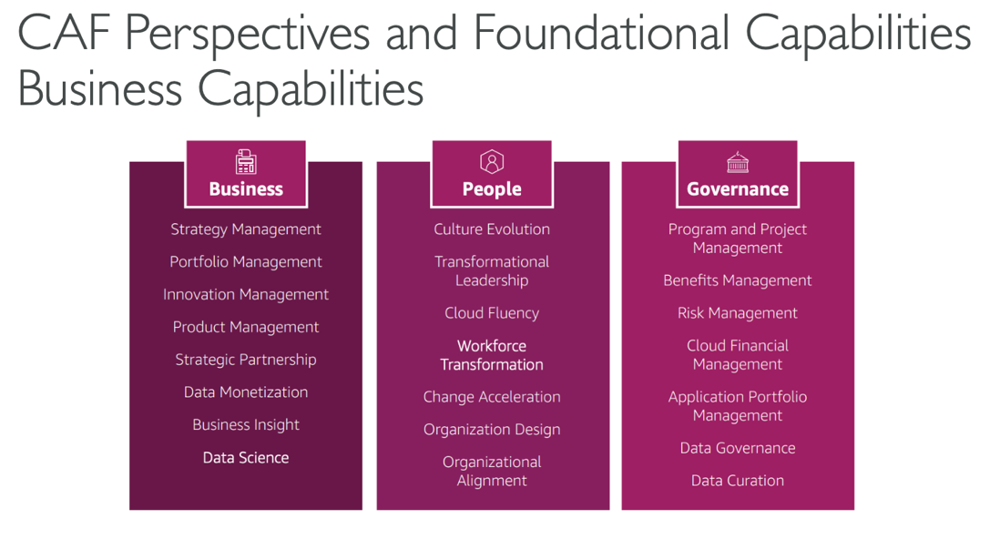 CAF Perspectives and Foundational Capabilities
Business Capabilities
Business
Strategy Management
Portfolio Management
Innovation Management
Product Management
Strategic Partnership
Data Monetization
Business Insight
Data Science
People
Culture Evolution
Transformational
Leadership
Cloud Fluency
Workforce
Transformation
Change Acceleration
Organization Design
Organizational
Alignment
Governance
Program and Project
Management
Benefits Management
Risk Management
Cloud Financial
Management
Application Portfolio
Management
Data Governance
Data Curation